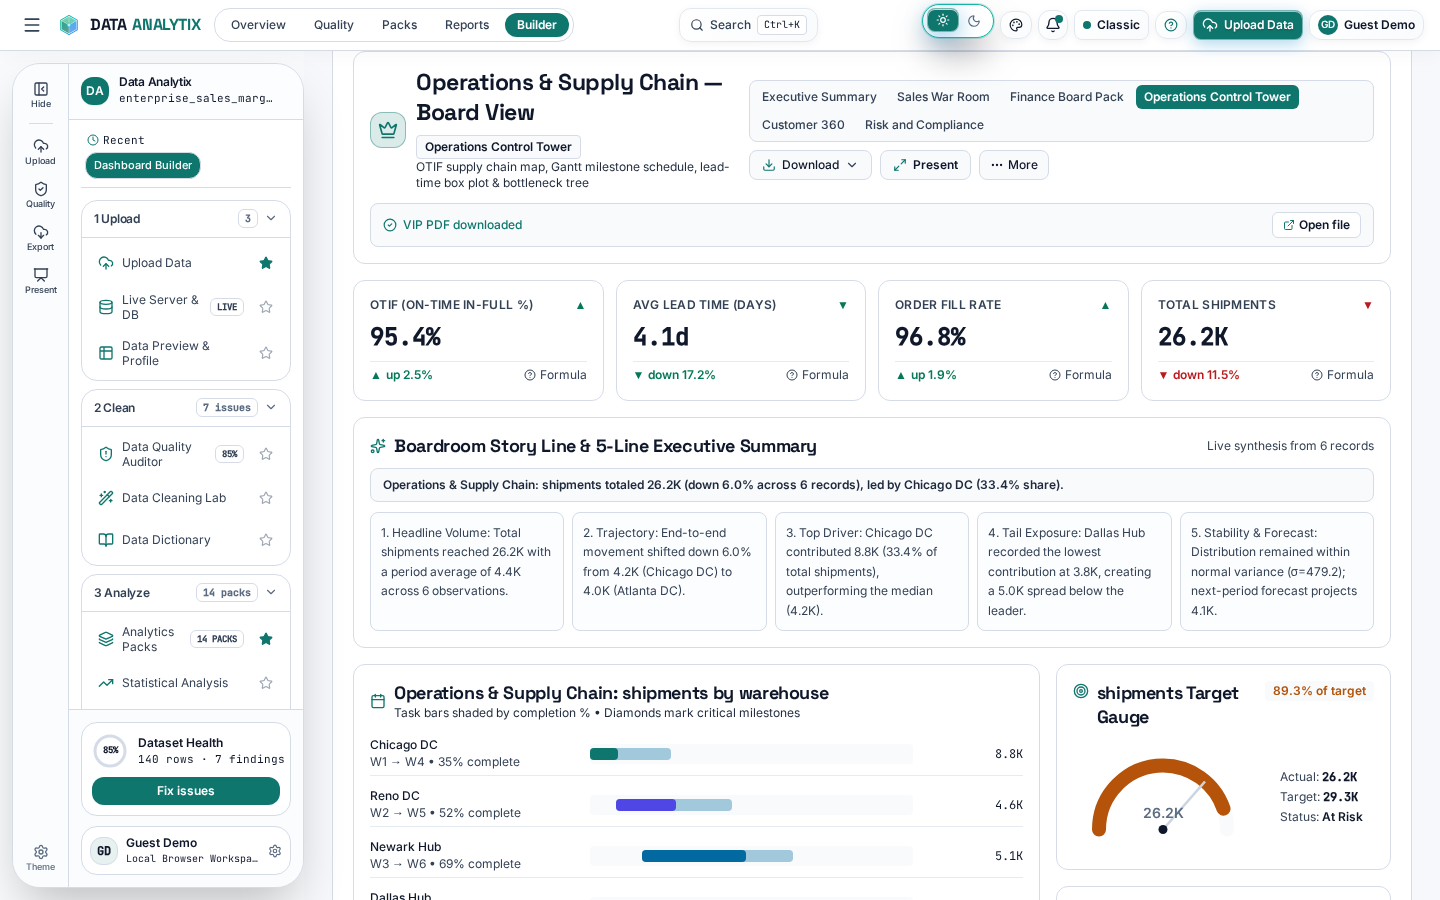 DATA ANALYTIX
Overview
Quality
Packs
Reports
Builder
Search
Ctrl+K
Classic
Upload Data
GD
Guest Demo
Hide
Upload
Quality
Export
Present
Theme
DA
Data Analytix
enterprise_sales_marg…
Recent
Dashboard Builder
1 Upload
3
Upload Data
Live Server &
DB
LIVE
Data Preview &
Profile
2 Clean
7 issues
Data Quality
Auditor
85%
Data Cleaning Lab
Data Dictionary
3 Analyze
14 packs
Analytics
Packs
14 PACKS
Statistical Analysis
85%
Dataset Health
140 rows · 7 findings
Fix issues
GD
Guest Demo
Local Browser Workspa…
Operations & Supply Chain —
Board View
Operations Control Tower
OTIF supply chain map, Gantt milestone schedule, lead-
time box plot & bottleneck tree
Executive Summary
Sales War Room
Finance Board Pack
Operations Control Tower
Customer 360
Risk and Compliance
Download
Present
More
VIP PDF downloaded
Open file
OTIF (ON-TIME IN-FULL %)
▲
95.4%
▲ up 2.5%
Formula
AVG LEAD TIME (DAYS)
▼
4.1d
▼ down 17.2%
Formula
ORDER FILL RATE
▲
96.8%
▲ up 1.9%
Formula
TOTAL SHIPMENTS
▼
26.2K
▼ down 11.5%
Formula
Boardroom Story Line & 5-Line Executive Summary
Live synthesis from 6 records
Operations & Supply Chain: shipments totaled 26.2K (down 6.0% across 6 records), led by Chicago DC (33.4% share).
1. Headline Volume: Total
shipments reached 26.2K with
a period average of 4.4K
across 6 observations.
2. Trajectory: End-to-end
movement shifted down 6.0%
from 4.2K (Chicago DC) to
4.0K (Atlanta DC).
3. Top Driver: Chicago DC
contributed 8.8K (33.4% of
total shipments),
outperforming the median
(4.2K).
4. Tail Exposure: Dallas Hub
recorded the lowest
contribution at 3.8K, creating
a 5.0K spread below the
leader.
5. Stability & Forecast:
Distribution remained within
normal variance (σ=479.2);
next-period forecast projects
4.1K.
Operations & Supply Chain: shipments by warehouse
Task bars shaded by completion % • Diamonds mark critical milestones
Chicago DC
W1 → W4 • 35% complete
8.8K
Reno DC
W2 → W5 • 52% complete
4.6K
Newark Hub
W3 → W6 • 69% complete
5.1K
Dallas Hub
shipments Target
Gauge
89.3% of target
26.2K
Actual: 26.2K
Target: 29.3K
Status: At Risk